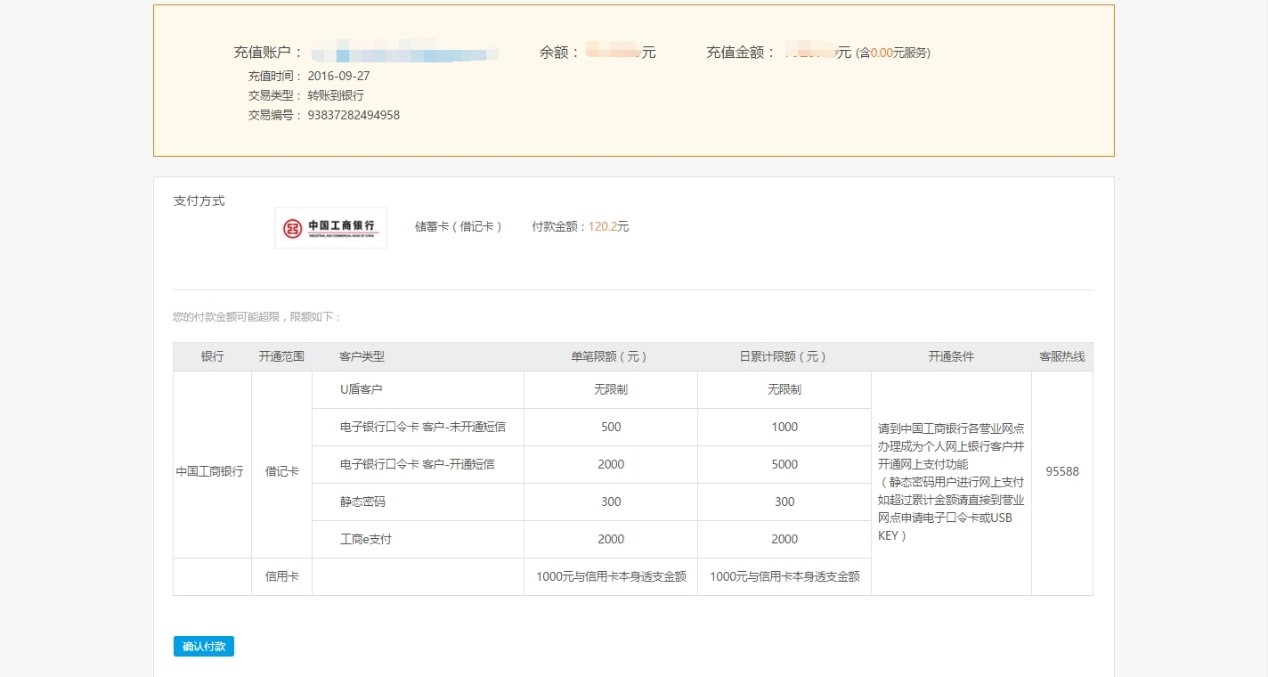 充值账户： 余额： 元 充值金额： 元 (含0.00元服务)
充值时间： 2016-09-27
交易类型： 转账到银行
交易编号： 93837282494958
支付方式
中国工商银行 储蓄卡（借记卡） 付款金额：120.2元
INDUSTRIAL AND COMMERCIAL BANK OF CHINA
您的付款金额可能超限，限额如下：
银行 开通范围 客户类型 单笔限额（元） 日累计限额（元） 开通条件 客服热线
U盾客户 无限制 无限制
电子银行口令卡 客户-未开通短信 500 1000
电子银行口令卡 客户-开通短信 2000 5000
中国工商银行 借记卡
静态密码 300 300
工商e支付 2000 2000
信用卡 1000元与信用卡本身透支金额 1000元与信用卡本身透支金额
请到中国工商银行各营业网点
办理成为个人网上银行客户并
开通网上支付功能
（静态密码用户进行网上支付
如超过累计金额请直接到营业
网点申请电子口令卡或USB
KEY）
95588
确认付款